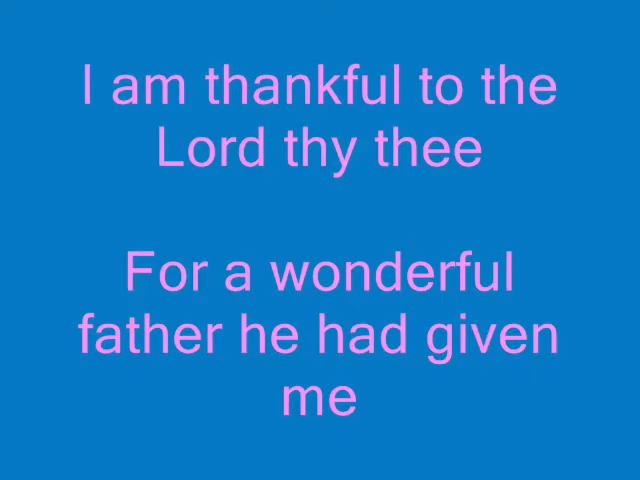 I am thankful to the
Lord thy thee
For a wonderful
father he had given
me